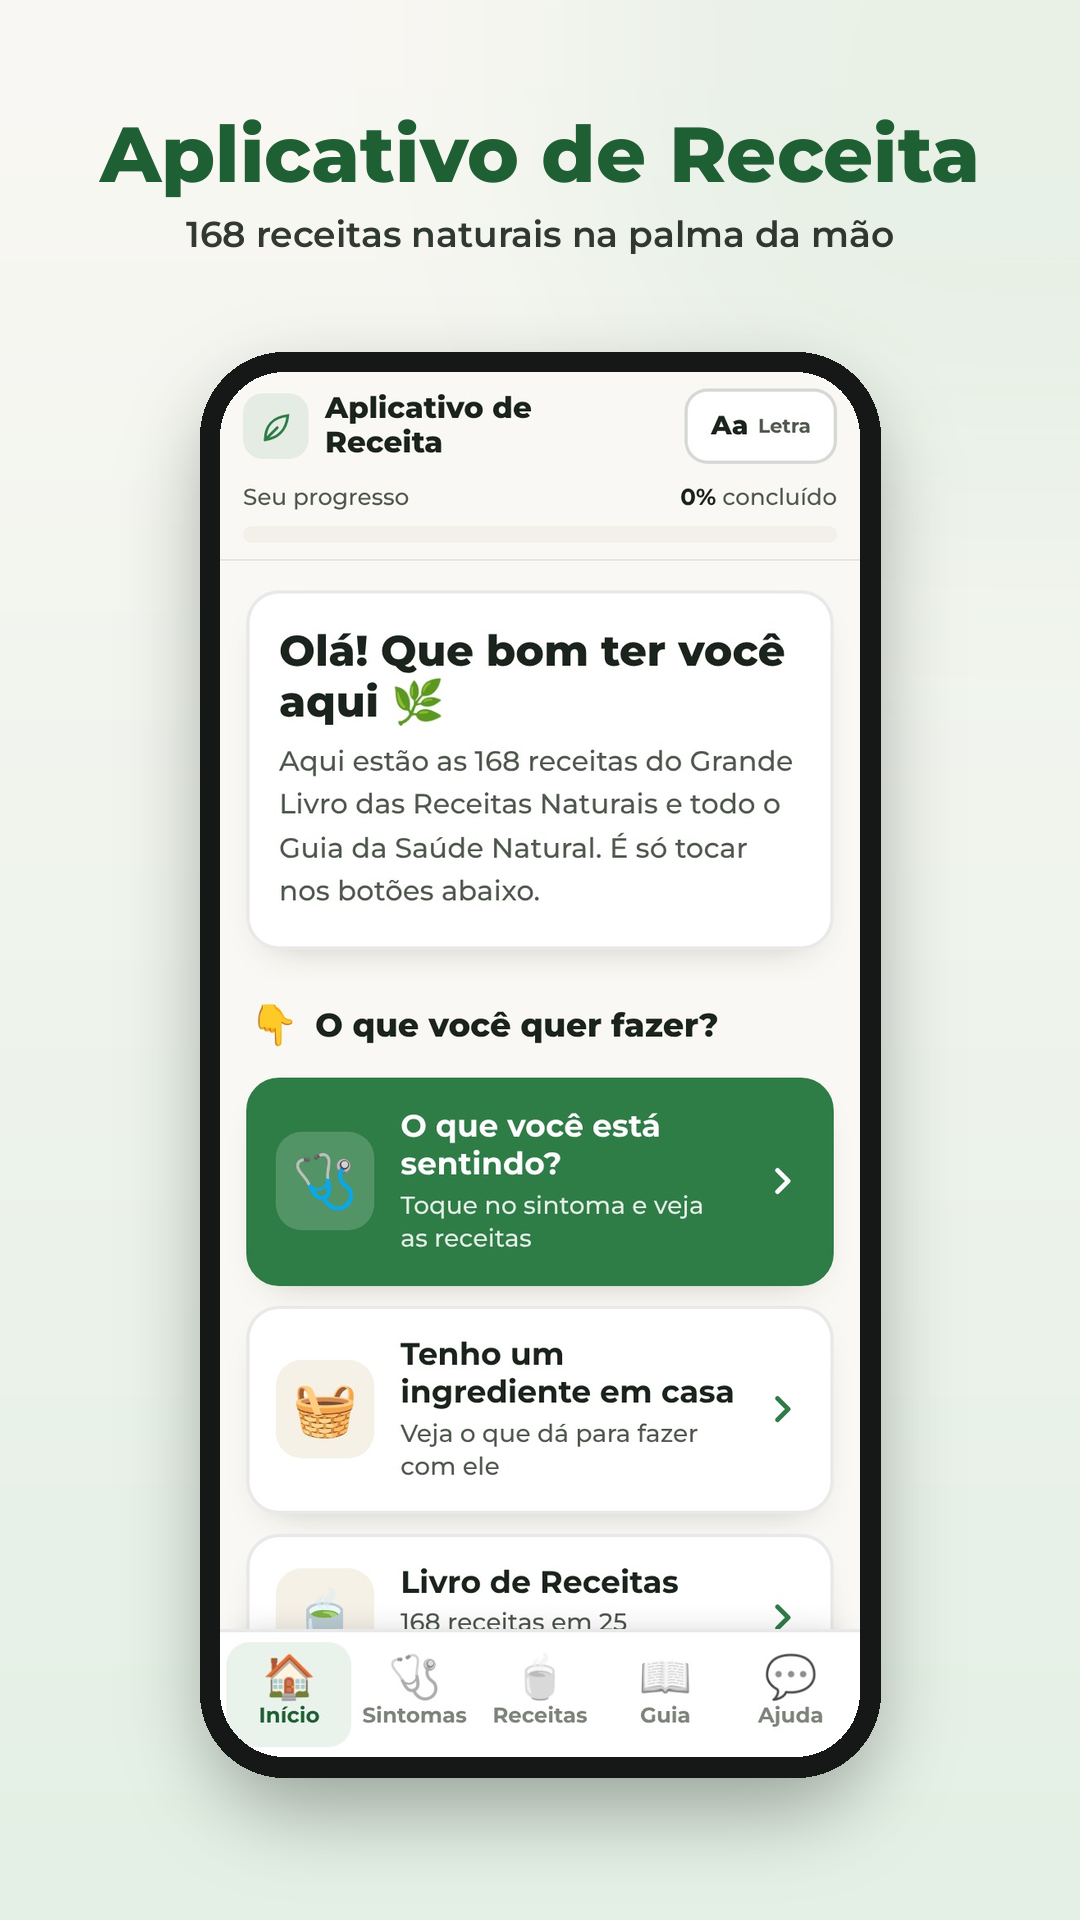 Aplicativo de Receita
168 receitas naturais na palma da mão
Aplicativo de
Receita
Aa Letra
Seu progresso
0% concluído
Olá! Que bom ter você
aqui 🌿
Aqui estão as 168 receitas do Grande
Livro das Receitas Naturais e todo o
Guia da Saúde Natural. É só tocar
nos botões abaixo.
👇 O que você quer fazer?
O que você está
sentindo?
Toque no sintoma e veja
as receitas
Tenho um
ingrediente em casa
Veja o que dá para fazer
com ele
Livro de Receitas
168 receitas em 25
Início
Sintomas
Receitas
Guia
Ajuda